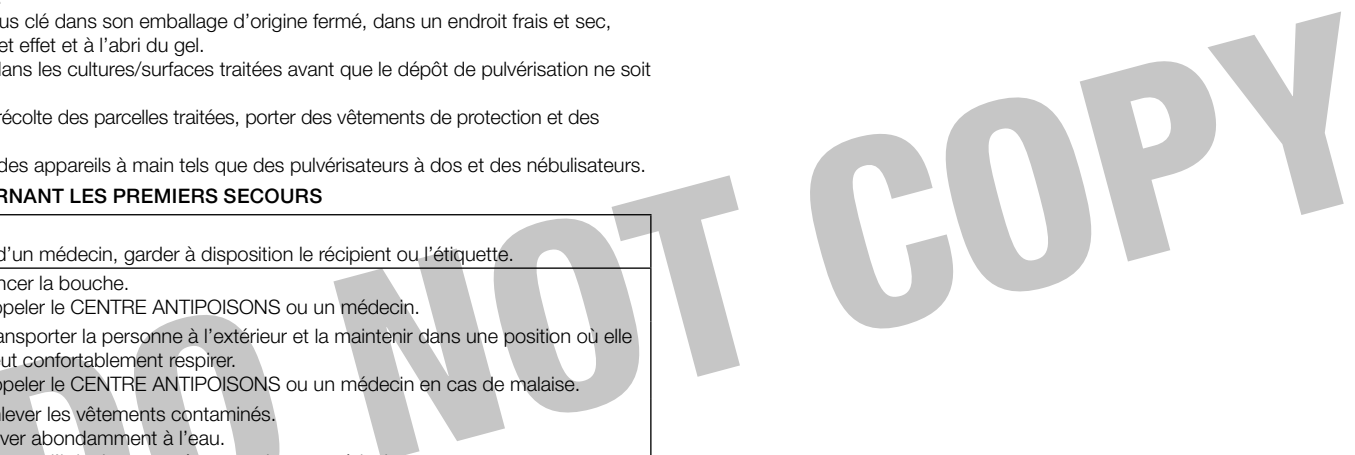 us clé dans son emballage d'origine fermé, dans un endroit frais et sec,
et effet et à l'abri du gel.
dans les cultures/surfaces traitées avant que le dépôt de pulvérisation ne soit
récolte des parcelles traitées, porter des vêtements de protection et des
des appareils à main tels que des pulvérisateurs à dos et des nébulisateurs.
RNANT LES PREMIERS SECOURS
d'un médecin, garder à disposition le récipient ou l'étiquette.
ncer la bouche.
ppeler le CENTRE ANTIPOISONS ou un médecin.
ansporter la personne à l'extérieur et la maintenir dans une position où elle
eut confortablement respirer.
ppeler le CENTRE ANTIPOISONS ou un médecin en cas de malaise.
nlever les vêtements contaminés.
ver abondamment à l'eau.
DO NOT COPY